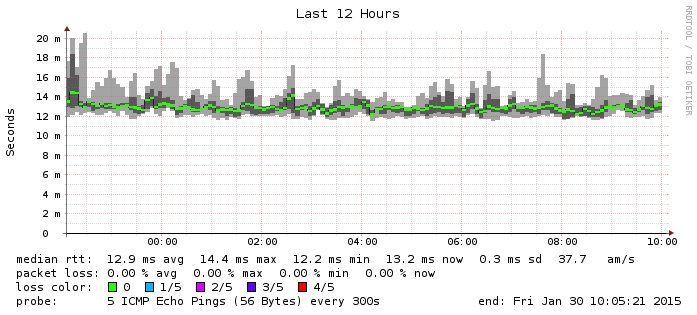 Last 12 Hours
RRDTOOL / TOBI OETIKER
Seconds
20 m
18 m
16 m
14 m
12 m
10 m
8 m
6 m
4 m
2 m
0
00:00 02:00 04:00 06:00 08:00 10:00
median rtt: 12.9 ms avg 14.4 ms max 12.2 ms min 13.2 ms now 0.3 ms sd 37.7 am/s
packet loss: 0.00 % avg 0.00 % max 0.00 % min 0.00 % now
loss color: 0 1/5 2/5 3/5 4/5
probe: 5 ICMP Echo Pings (56 Bytes) every 300s end: Fri Jan 30 10:05:21 2015